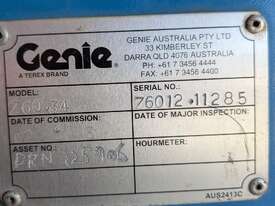 Genie
A TEREX BRAND
GENIE AUSTRALIA PTY LTD
33 KIMBERLEY ST
DARRA QLD 4076 AUSTRALIA
PH: +61 7 3456 4444
FAX: +61 7 3456 4400
MODEL:
SERIAL NO.:
Z60.34
Z6012-11285
DATE OF COMMISSION:
DATE OF MAJOR INSPECTION:
ASSET NO.
HOURMETER:
BRN
AUS2413C